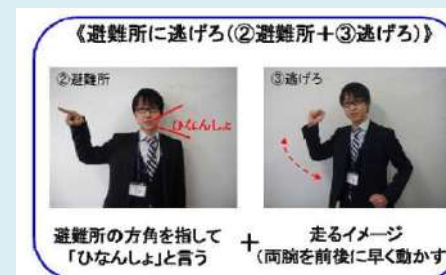 《避難所に逃げろ(②避難所＋③逃げろ)》
②避難所
③逃げろ
ひなんしょ
避難所の方角を指して
「ひなんしょ」と言う
＋
走るイメージ
(両腕を前後に早く動かす